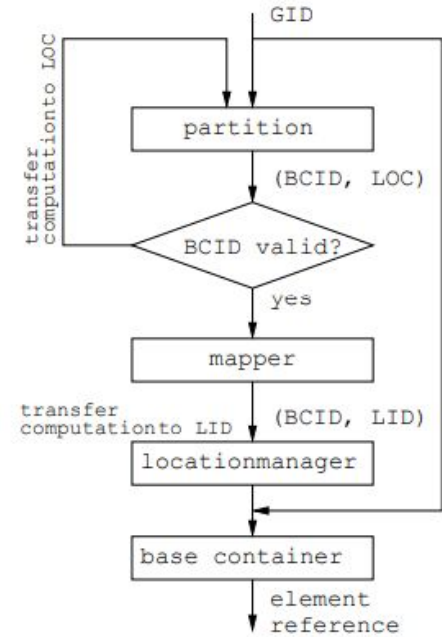 GID
transfer
computationto LOC
partition
(BCID, LOC)
BCID valid?
yes
mapper
transfer
computationto LID
(BCID, LID)
locationmanager
base container
element
reference